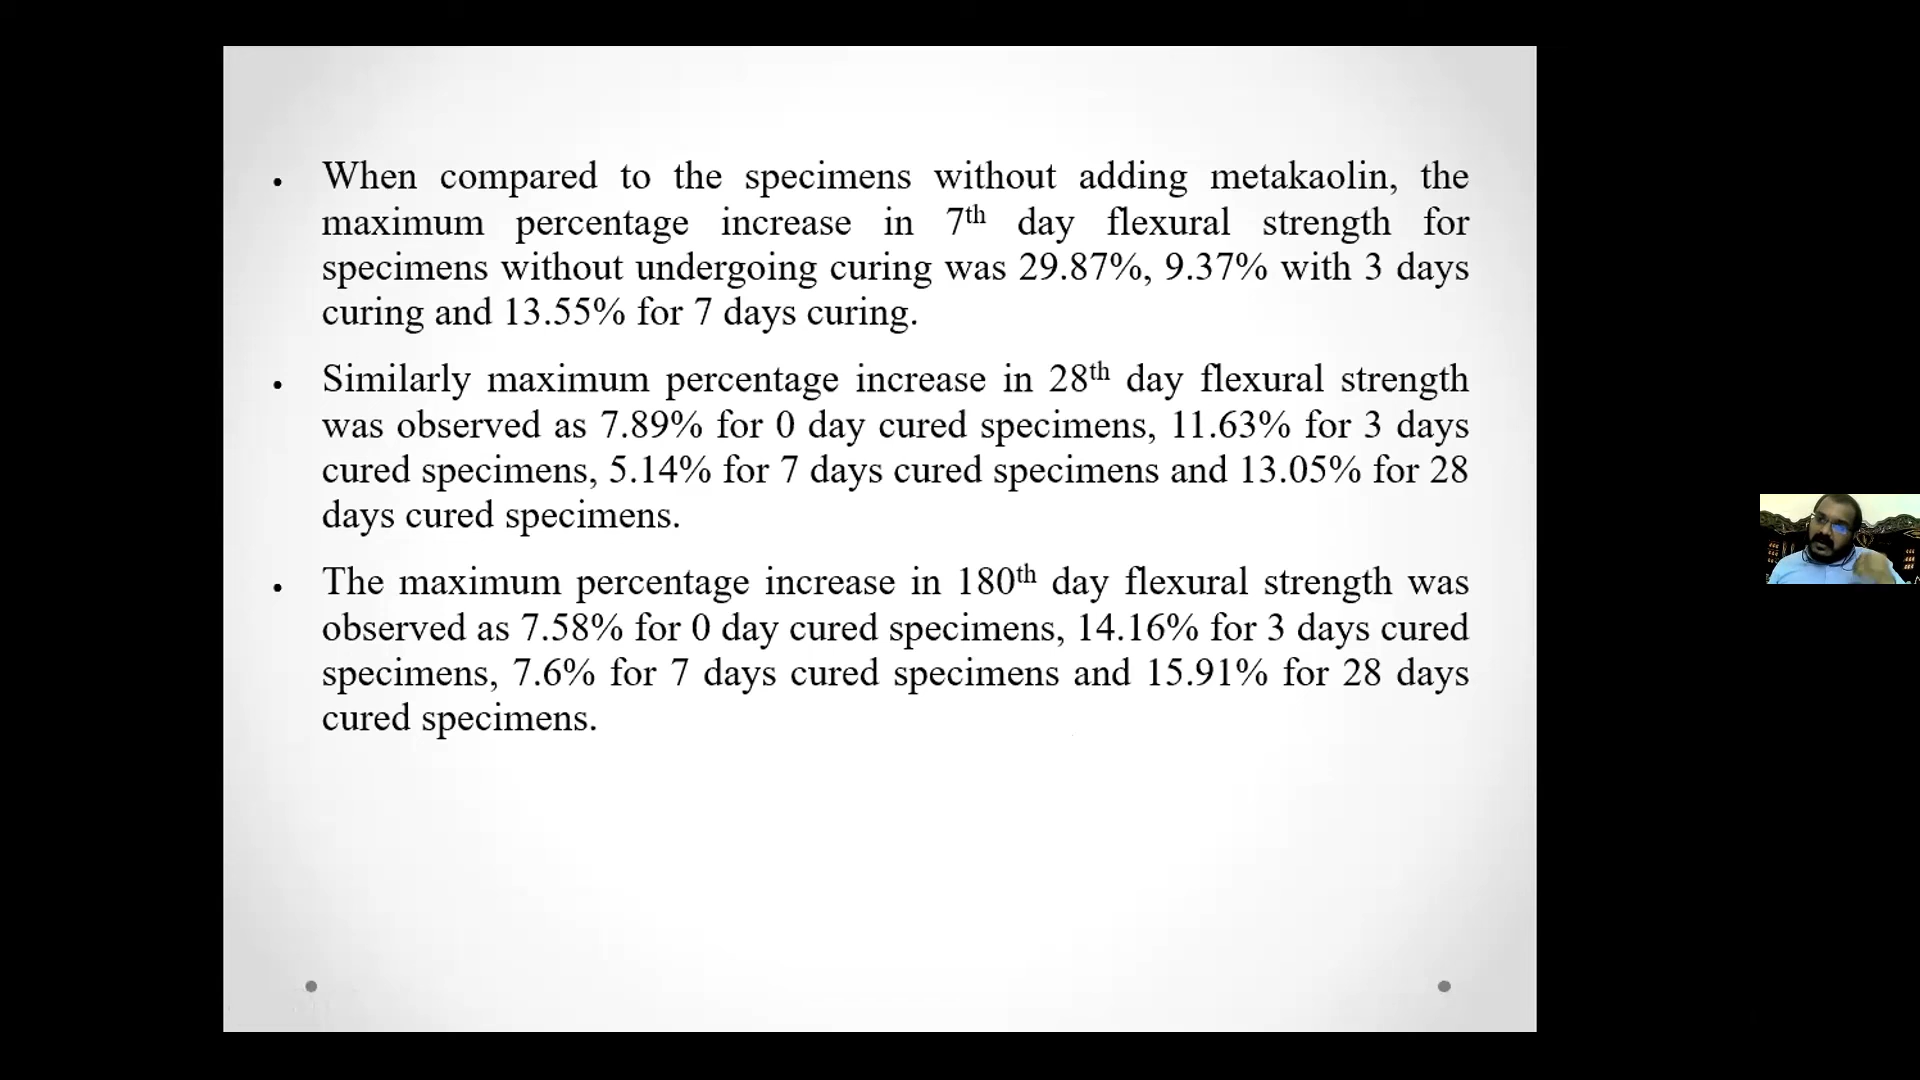 • When compared to the specimens without adding metakaolin, the
maximum percentage increase in 7th day flexural strength for
specimens without undergoing curing was 29.87%, 9.37% with 3 days
curing and 13.55% for 7 days curing.
• Similarly maximum percentage increase in 28th day flexural strength
was observed as 7.89% for 0 day cured specimens, 11.63% for 3 days
cured specimens, 5.14% for 7 days cured specimens and 13.05% for 28
days cured specimens.
• The maximum percentage increase in 180th day flexural strength was
observed as 7.58% for 0 day cured specimens, 14.16% for 3 days cured
specimens, 7.6% for 7 days cured specimens and 15.91% for 28 days
cured specimens.